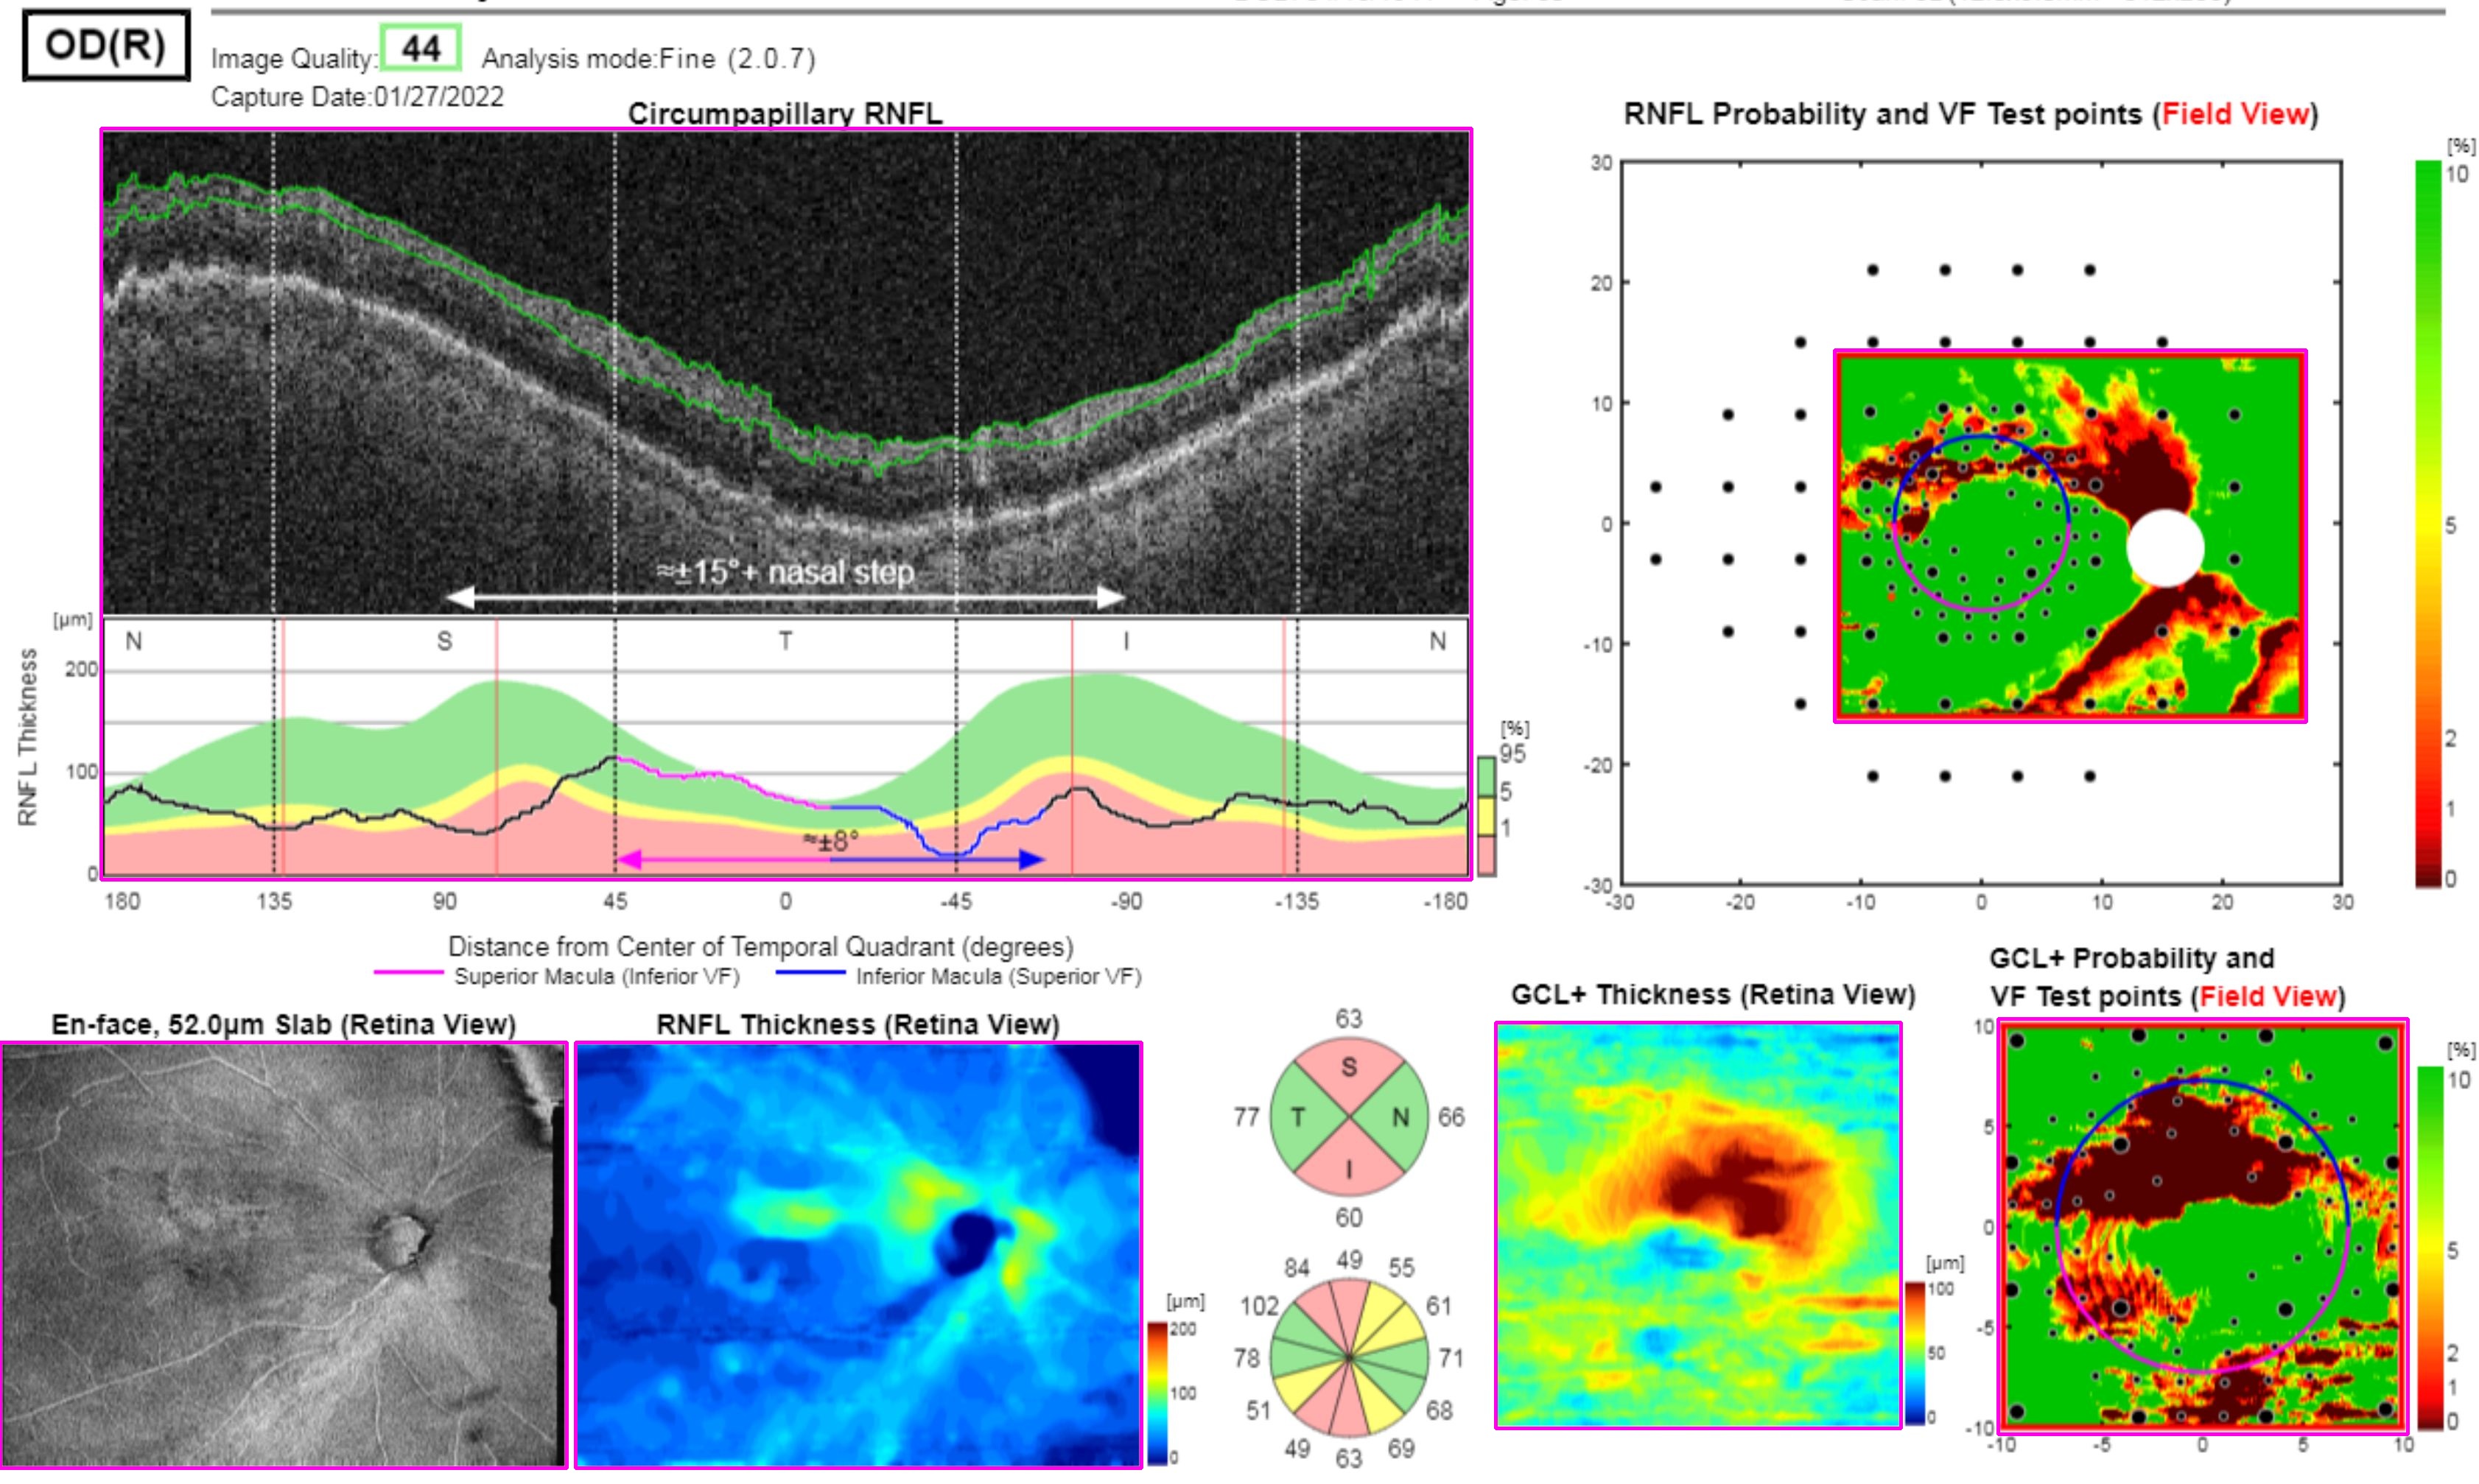 OD(R)
Image Quality: 44 Analysis mode:Fine (2.0.7)
Capture Date:01/27/2022
Circumpapillary RNFL
≈±15°+ nasal step
[µm]
N S T I N
200
100
0
RNFL Thickness
≈±8°
[%]
95
5
1
180 135 90 45 0 -45 -90 -135 -180
Distance from Center of Temporal Quadrant (degrees)
Superior Macula (Inferior VF) Inferior Macula (Superior VF)
RNFL Probability and VF Test points (Field View)
30
20
10
0
-10
-20
-30
-30 -20 -10 0 10 20 30
[%]
10
5
2
1
0
En-face, 52.0µm Slab (Retina View)
RNFL Thickness (Retina View)
[µm]
200
100
0
63
S
77 T N 66
I
60
84 49 55
102 61
78 71
51 68
49 63 69
GCL+ Thickness (Retina View)
[µm]
100
50
0
GCL+ Probability and
VF Test points (Field View)
10
5
0
-5
-10
-10 -5 0 5 10
[%]
10
5
2
1
0